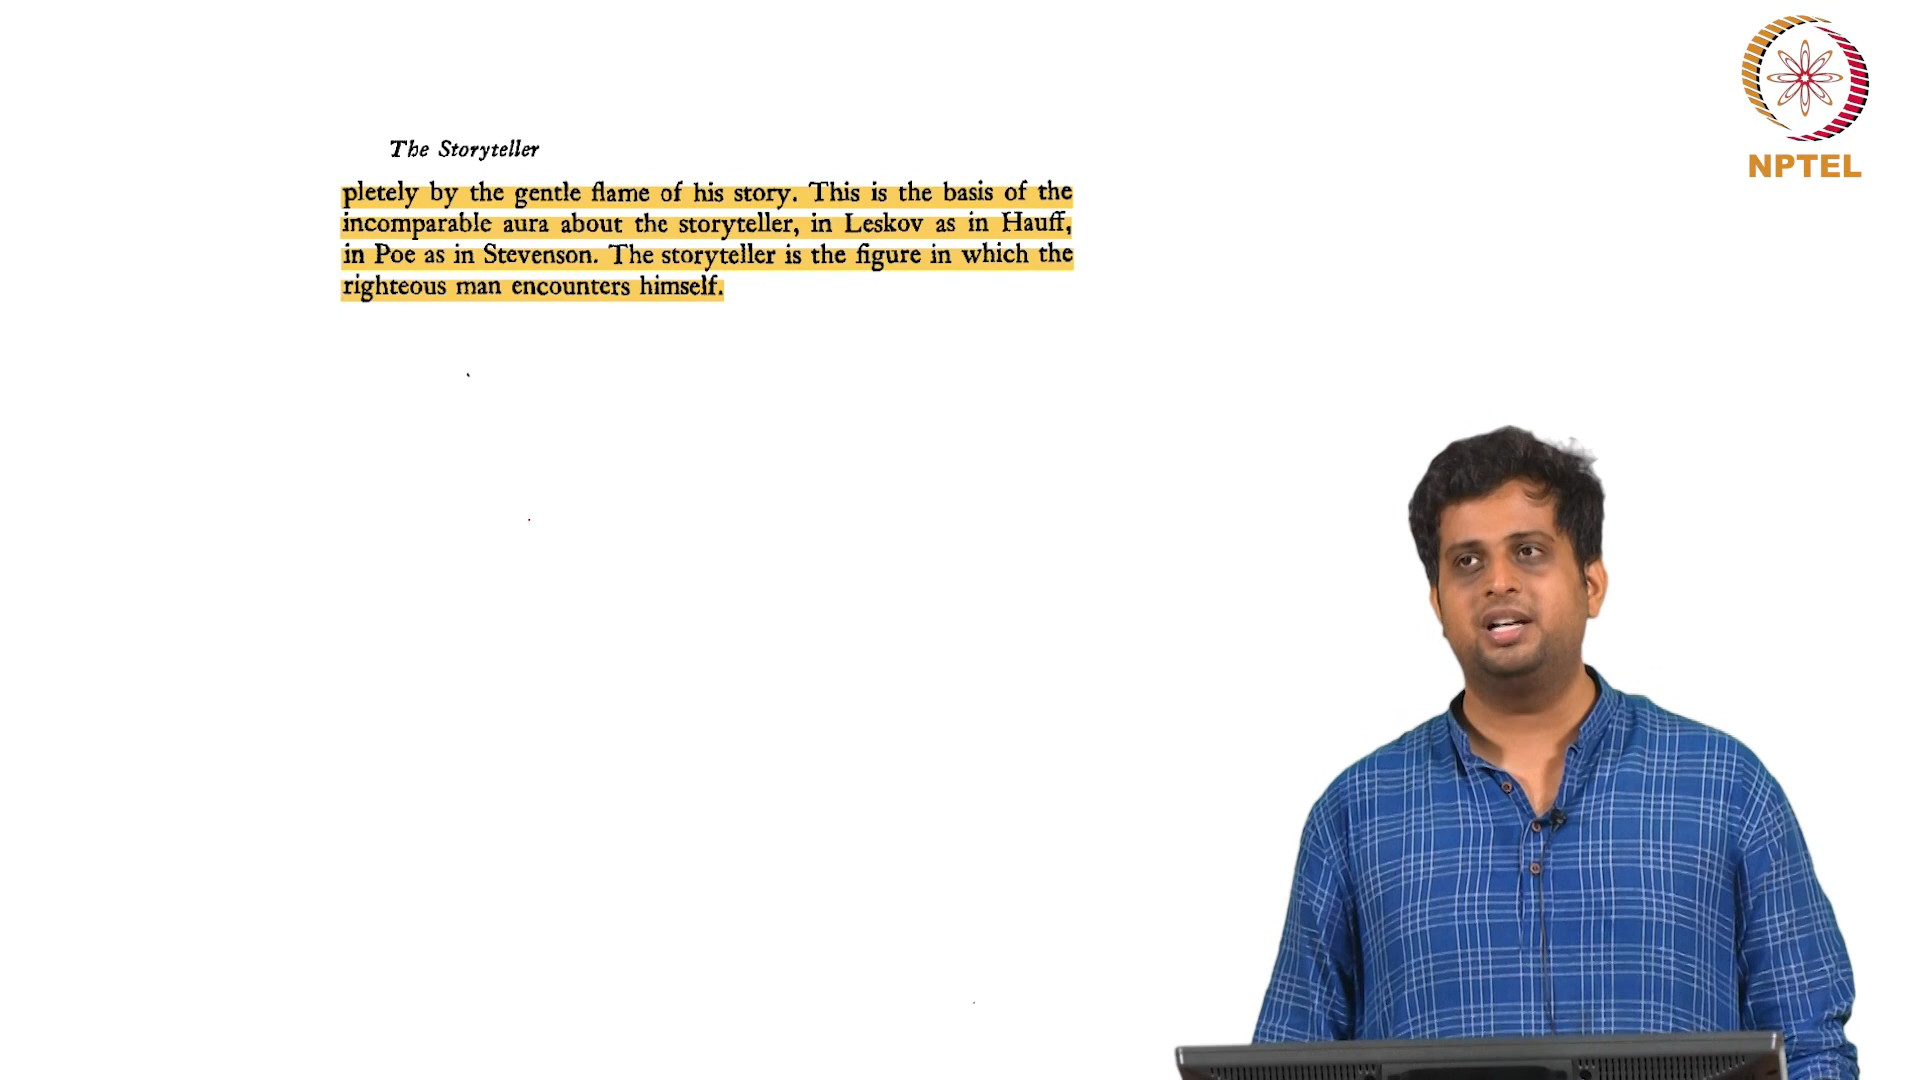 The Storyteller
pletely by the gentle flame of his story. This is the basis of the
incomparable aura about the storyteller, in Leskov as in Hauff,
in Poe as in Stevenson. The storyteller is the figure in which the
righteous man encounters himself.
NPTEL